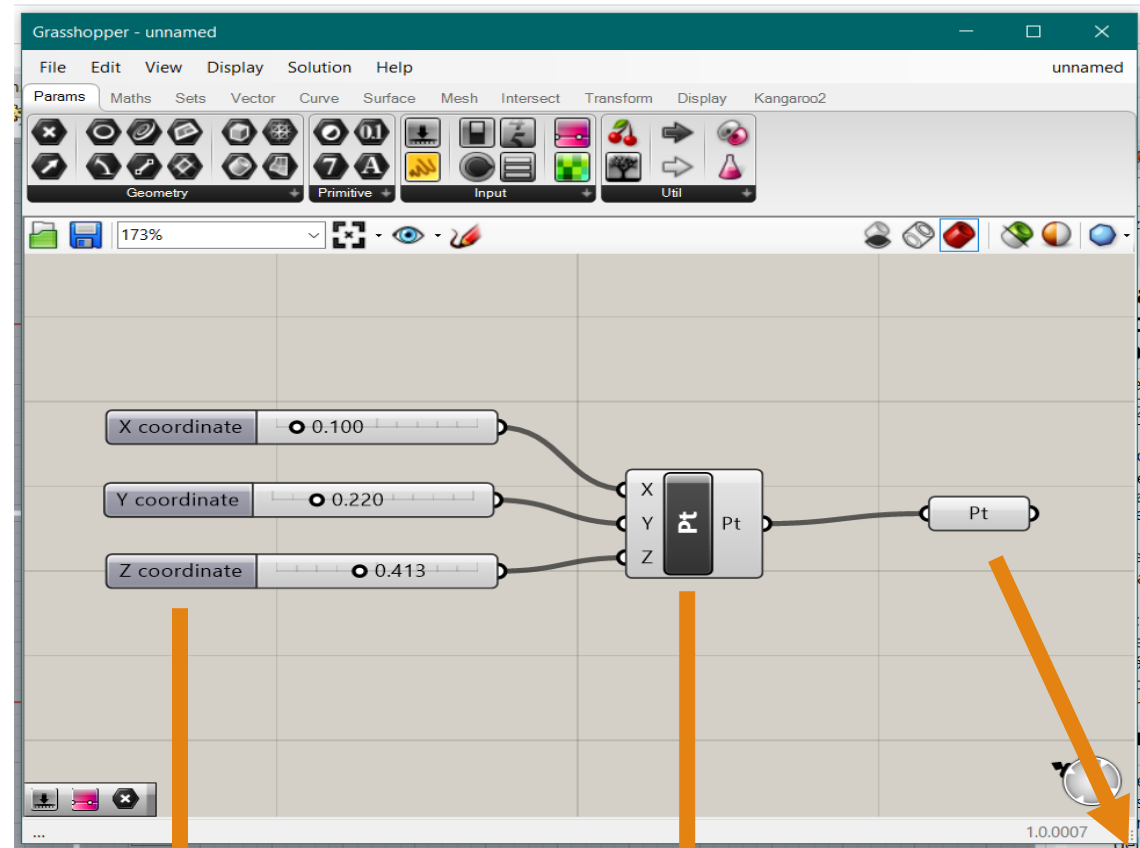 Grasshopper - unnamed
File Edit View Display Solution Help unnamed
Params Maths Sets Vector Curve Surface Mesh Intersect Transform Display Kangaroo2
0.1
7 A
Geometry Primitive Input Util
173%
X coordinate 0.100
Y coordinate 0.220
Z coordinate 0.413
X
Y
Z
Pt
Pt
Pt
...
1.0.0007